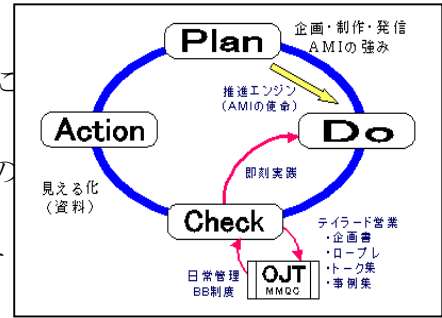 Plan
企画・制作・発信
AMIの強み
に
推進エンジン
(AMIの使命)
Action
Do
の
見える化
(資料)
即刻実践
Check
テイラード営業
・企画書
・ロープレ
・トーク集
・事例集
日常管理
BB制度
OJT
MMQC